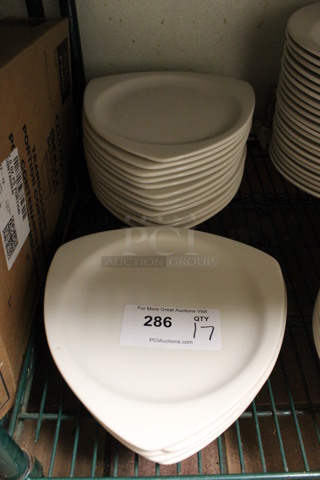 PCI
AUCTION GROUP
For More Great Auctions Visit
286 QTY 17
PCIAuctions.com